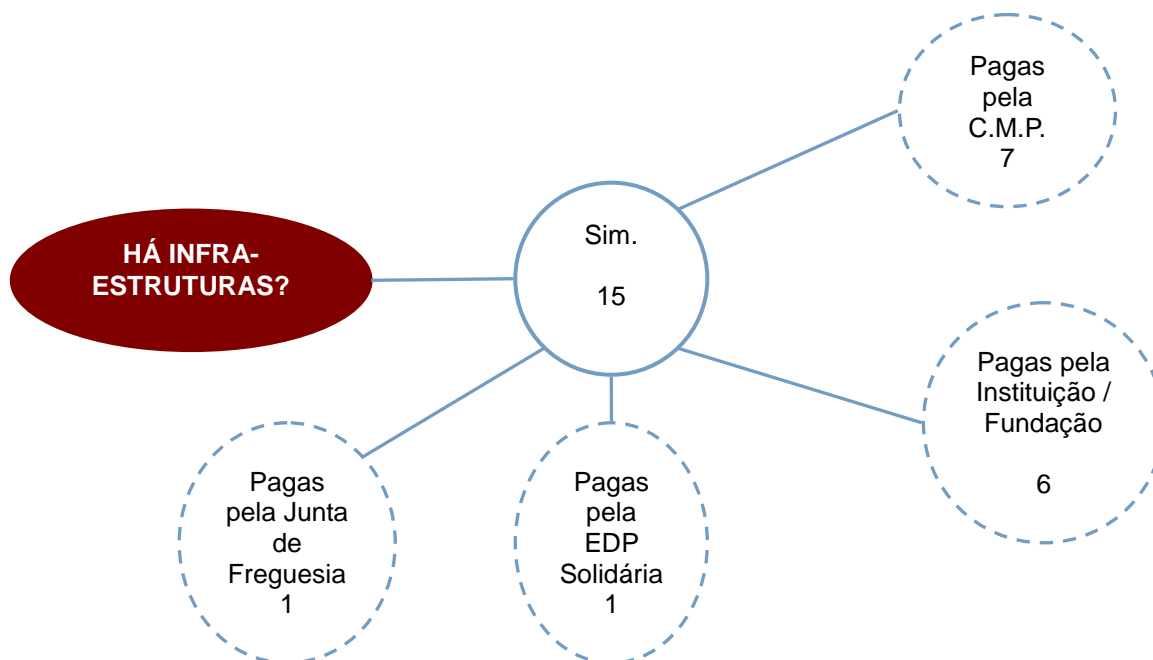 HÁ INFRA-
ESTRUTURAS?
Sim.
15
Pagas
pela
C.M.P.
7
Pagas pela
Instituição /
Fundação
6
Pagas
pela Junta
de
Freguesia
1
Pagas
pela
EDP
Solidária
1